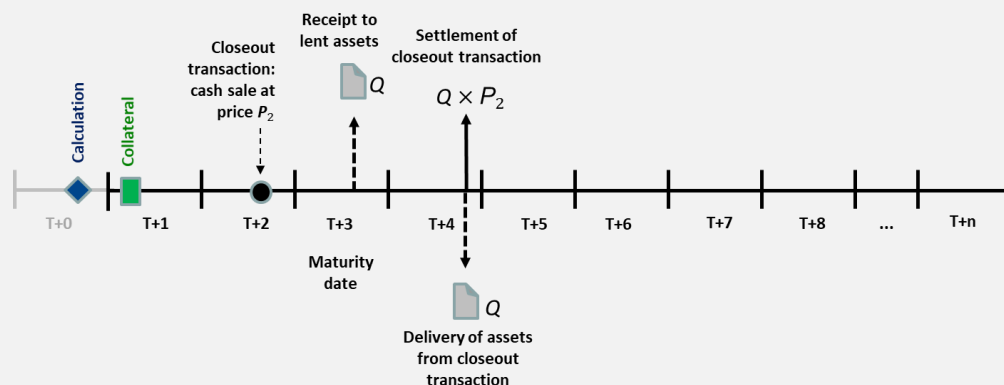 Calculation
Collateral
Closeout
transaction:
cash sale at
price P₂
Receipt to
lent assets
Q
Settlement of
closeout transaction
Q × P₂
T+0
T+1
T+2
T+3
T+4
T+5
T+6
T+7
T+8
...
T+n
Maturity
date
Q
Delivery of assets
from closeout
transaction